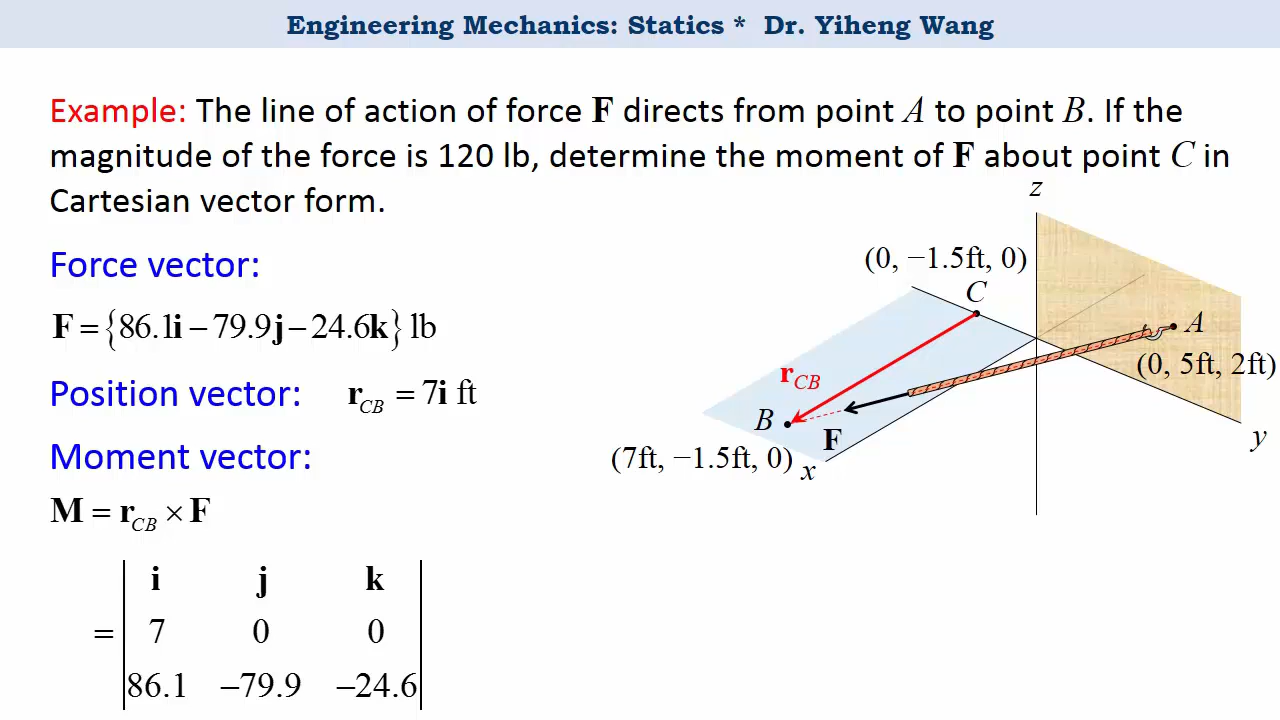 Engineering Mechanics: Statics * Dr. Yiheng Wang
Example: The line of action of force F directs from point A to point B. If the
magnitude of the force is 120 lb, determine the moment of F about point C in
Cartesian vector form.
Force vector:
F = {86.1i − 79.9j − 24.6k} lb
Position vector: r_CB = 7i ft
Moment vector:
M = r_CB × F
= | i j k |
| 7 0 0 |
| 86.1 −79.9 −24.6 |
z
(0, −1.5ft, 0)
C
A
(0, 5ft, 2ft)
r_CB
B
F
(7ft, −1.5ft, 0)
x
y